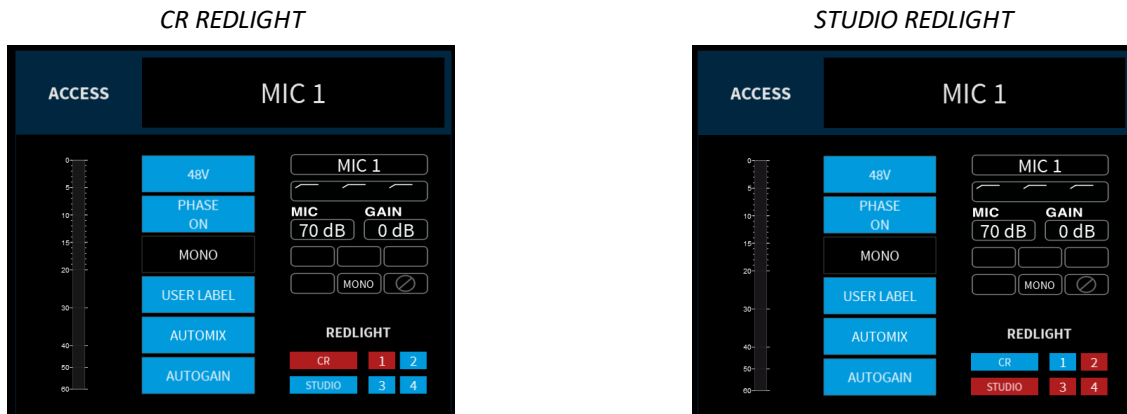 CR REDLIGHT
ACCESS
MIC 1
0
5
10
15
20
30
40
50
60
48V
PHASE
ON
MONO
USER LABEL
AUTOMIX
AUTOGAIN
MIC 1
MIC GAIN
70 dB 0 dB
MONO
REDLIGHT
CR 1 2
STUDIO 3 4
STUDIO REDLIGHT
ACCESS
MIC 1
0
5
10
15
20
30
40
50
60
48V
PHASE
ON
MONO
USER LABEL
AUTOMIX
AUTOGAIN
MIC 1
MIC GAIN
70 dB 0 dB
MONO
REDLIGHT
CR 1 2
STUDIO 3 4